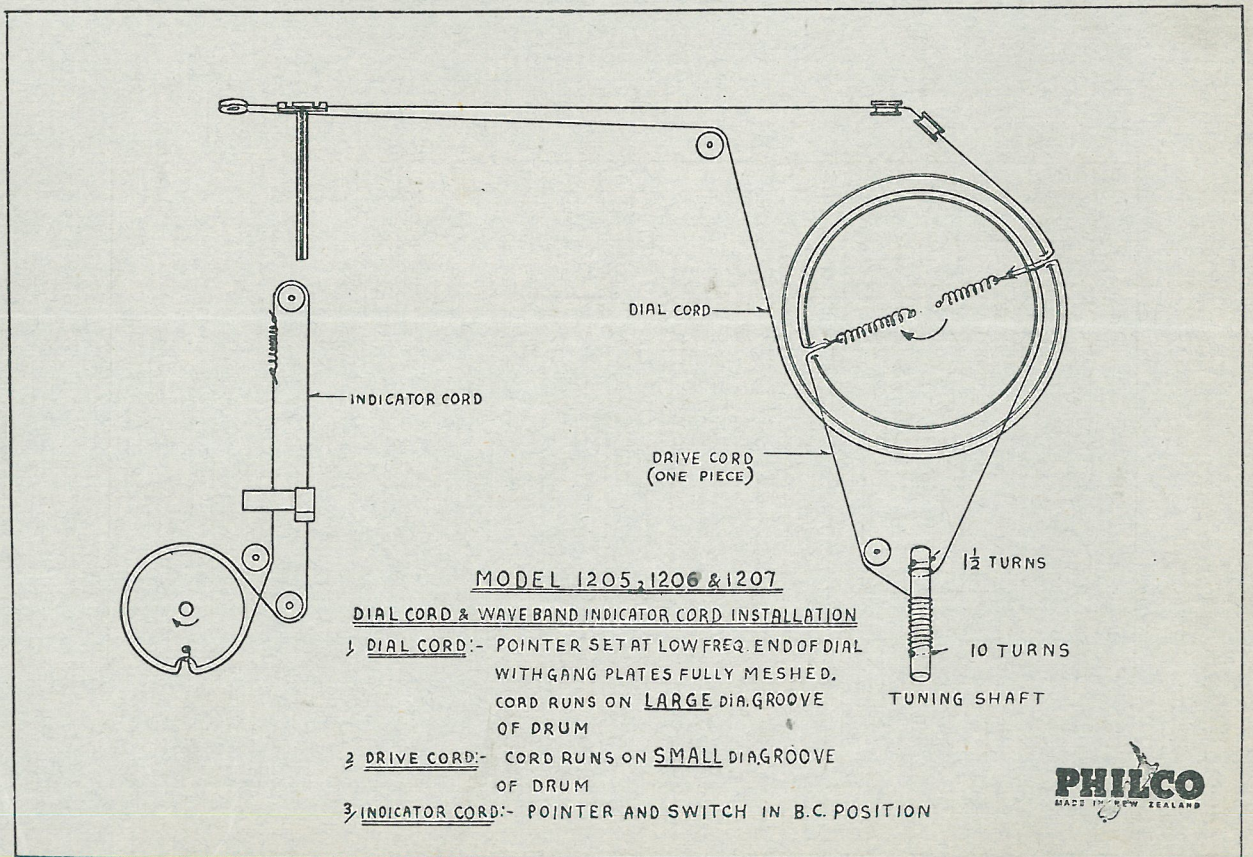 DIAL CORD
INDICATOR CORD
DRIVE CORD
(ONE PIECE)
1½ TURNS
10 TURNS
TUNING SHAFT
MODEL 1205, 1206 & 1207
DIAL CORD & WAVE BAND INDICATOR CORD INSTALLATION
1, DIAL CORD:- POINTER SET AT LOW FREQ. END OF DIAL
WITH GANG PLATES FULLY MESHED.
CORD RUNS ON LARGE DIA. GROOVE
OF DRUM
2, DRIVE CORD:- CORD RUNS ON SMALL DIA. GROOVE
OF DRUM
3, INDICATOR CORD:- POINTER AND SWITCH IN B.C. POSITION
PHILCO
MADE IN NEW ZEALAND